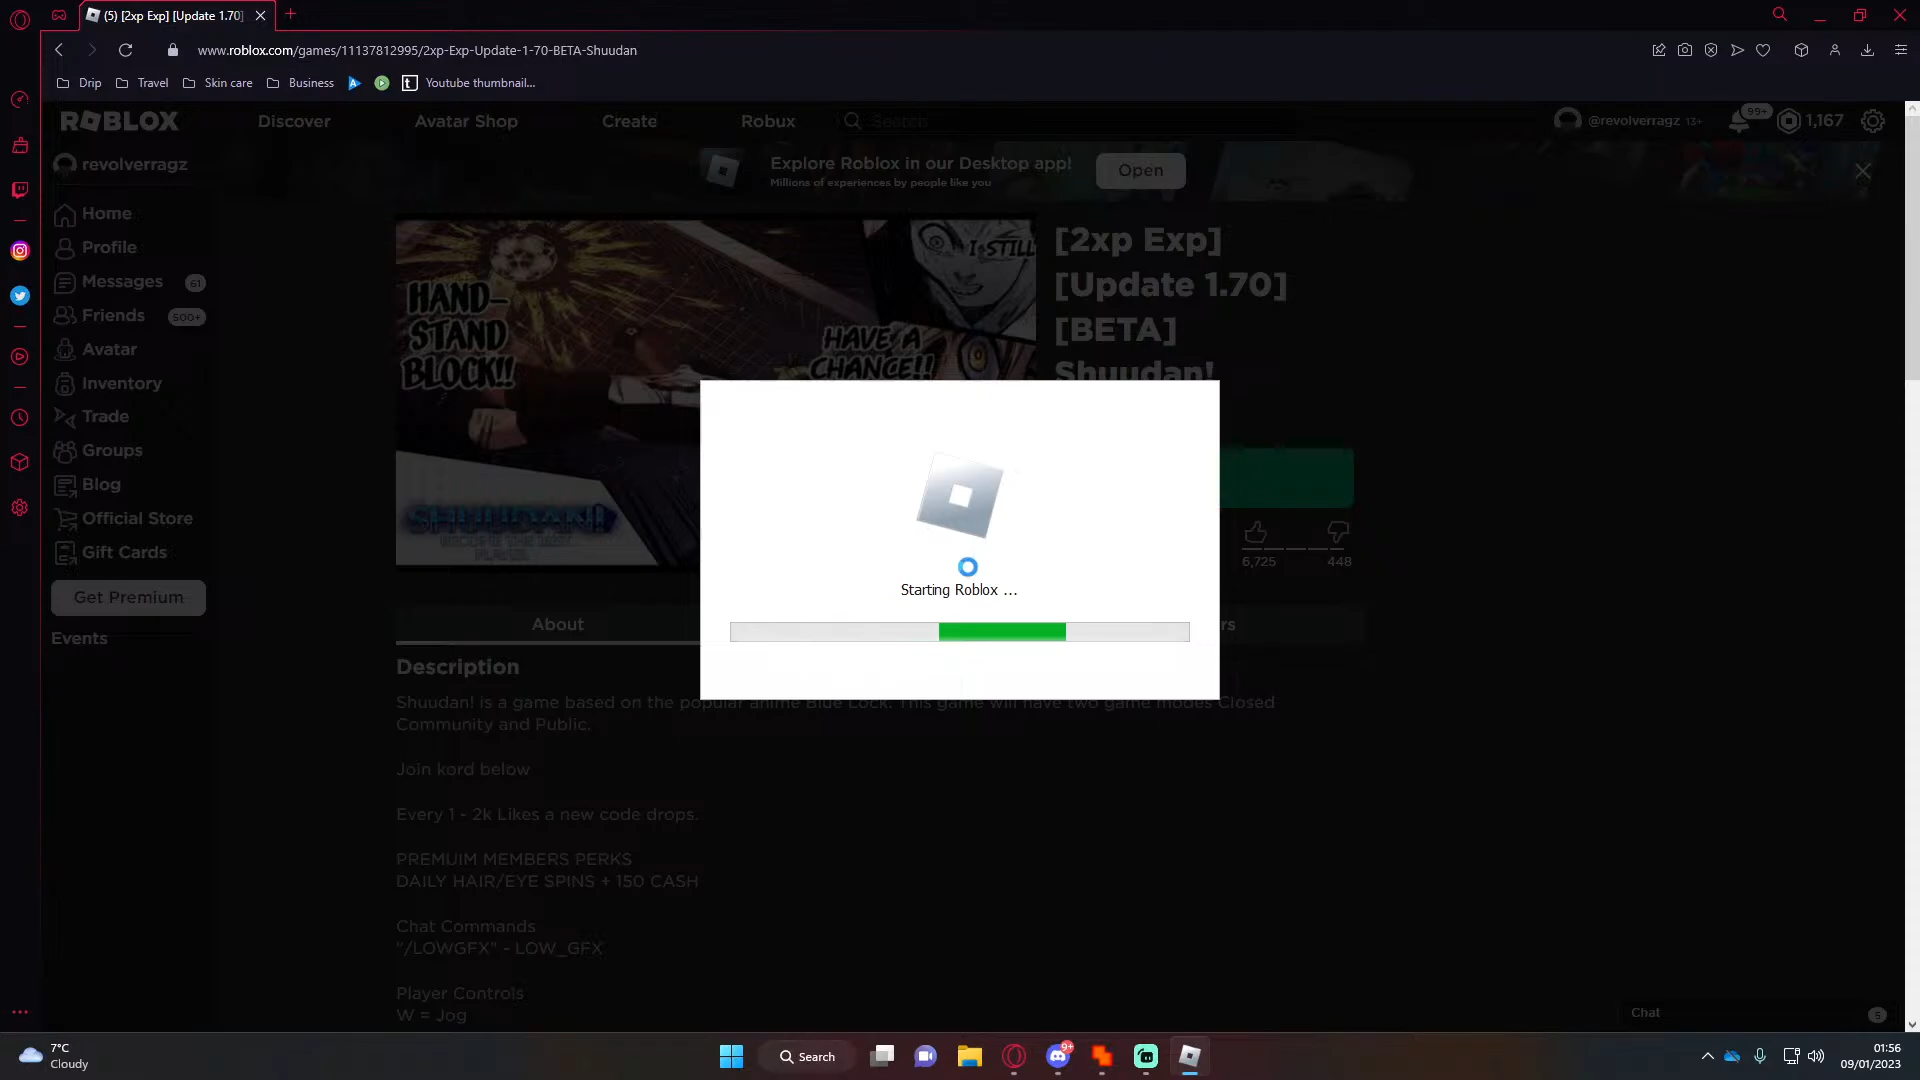 (5) [2xp Exp] [Update 1.70]
www.roblox.com/games/11137812995/2xp-Exp-Update-1-70-BETA-Shuudan
Drip
Travel
Skin care
Business
Youtube thumbnail...
ROBLOX
Discover
Avatar Shop
Create
Robux
Search
@revolverragz 13+
99+
1,167
revolverragz
Explore Roblox in our Desktop app!
Millions of experiences by people like you
Open
Home
Profile
Messages
61
Friends
500+
Avatar
Inventory
Trade
Groups
Blog
Official Store
Gift Cards
Get Premium
Events
HAND-
STAND
BLOCK!!
I STILL
HAVE A
CHANCE!!
SHUUDAN!
[2xp Exp]
[Update 1.70]
[BETA]
Shuudan!
6,725
448
Starting Roblox ...
About
rs
Description
Shuudan! is a game based on the popular anime Blue Lock. This game will have two game modes Closed
Community and Public.
Join kord below
Every 1 - 2k Likes a new code drops.
PREMUIM MEMBERS PERKS
DAILY HAIR/EYE SPINS + 150 CASH
Chat Commands
"/LOWGFX" - LOW_GFX
Player Controls
W = Jog
Chat
5
7°C
Cloudy
Search
9+
01:56
09/01/2023